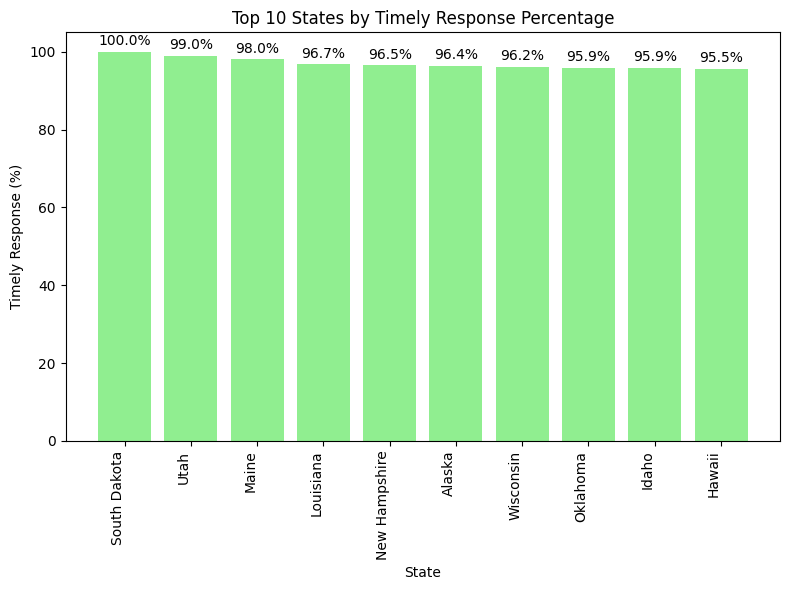 Top 10 States by Timely Response Percentage
100.0%
99.0%
98.0%
96.7%
96.5%
96.4%
96.2%
95.9%
95.9%
95.5%
100
80
60
40
20
0
Timely Response (%)
South Dakota
Utah
Maine
Louisiana
New Hampshire
Alaska
Wisconsin
Oklahoma
Idaho
Hawaii
State